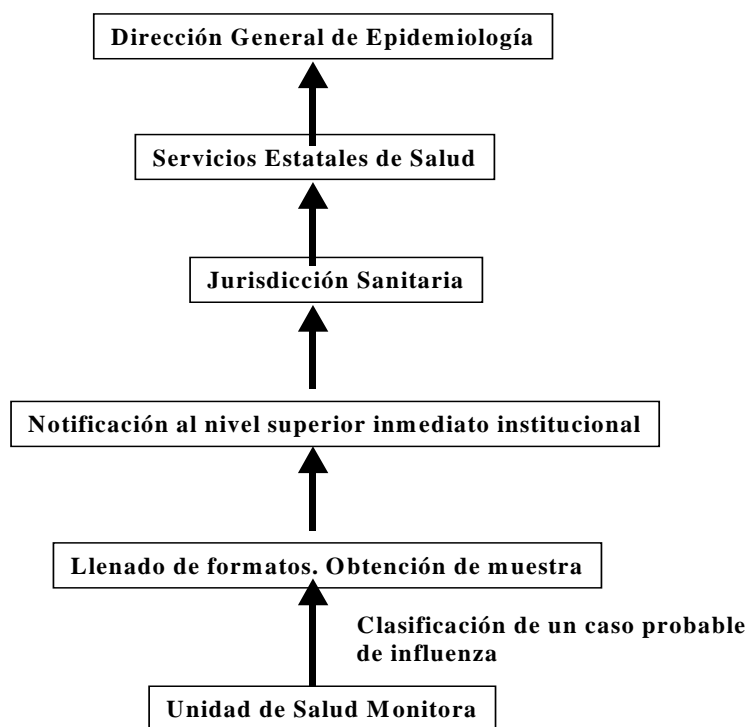 Dirección General de Epidemiología
Servicios Estatales de Salud
Jurisdicción Sanitaria
Notificación al nivel superior inmediato institucional
Llenado de formatos. Obtención de muestra
Clasificación de un caso probable
de influenza
Unidad de Salud Monitora